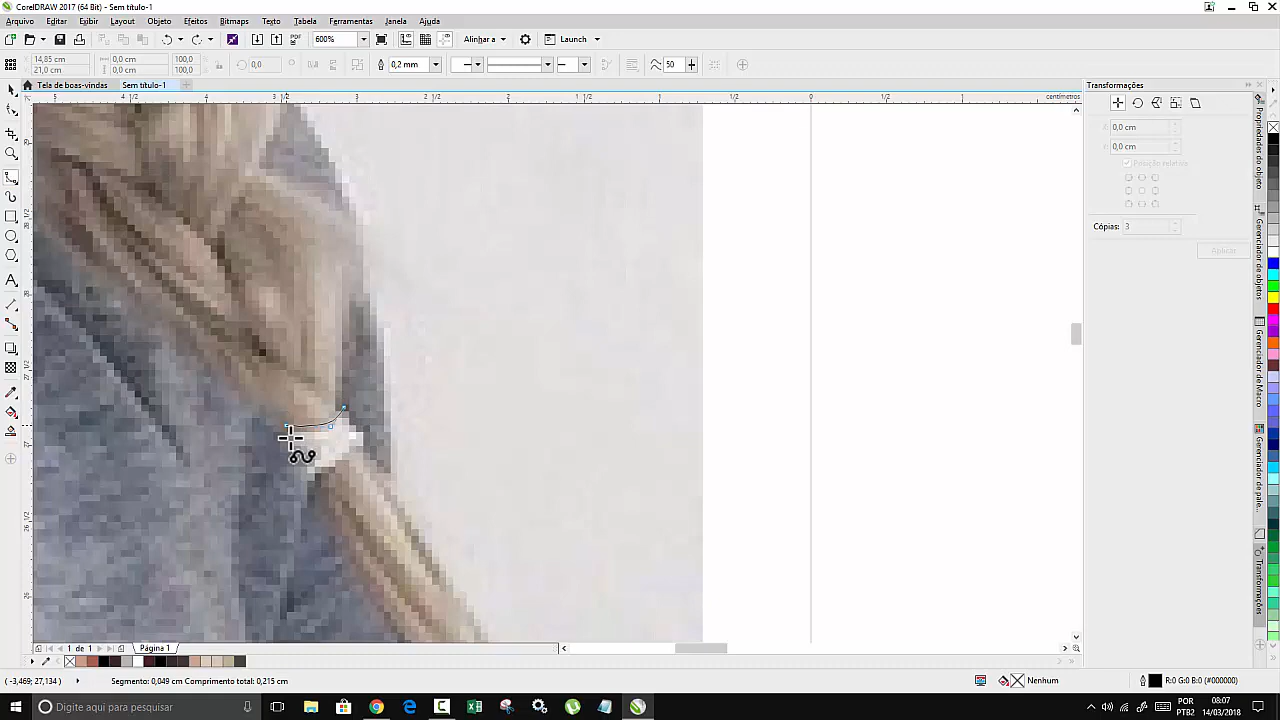 CorelDRAW 2017 (64 Bit) - Sem título-1
Arquivo Editar Exibir Layout Objeto Efeitos Bitmaps Texto Tabela Ferramentas Janela Ajuda
PDF 600% Alinhar a Launch
14,85 cm 0,0 cm 100,0 0,0 0,2 mm 50
21,0 cm 0,0 cm 100,0
Tela de boas-vindas Sem título-1
Transformações
centímetros
0,0 cm
0,0 cm
Posição relativa
Cópias: 3
Aplicar
Propriedades do objeto
Gerenciador de objetos
Gerenciador de Macro
Gerenciador de pale...
Transformações
1 de 1 Página 1
( -3,469; 27,134 ) Segmento: 0,049 cm Comprimento total: 0,215 cm Nenhum R:0 G:0 B:0 (#000000)
Digite aqui para pesquisar
POR 08:07
PTB2 14/03/2018